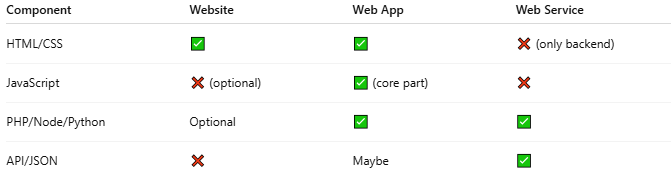 Component Website Web App Web Service
HTML/CSS ✅ ✅ ❌ (only backend)
JavaScript ❌ (optional) ✅ (core part) ❌
PHP/Node/Python Optional ✅ ✅
API/JSON ❌ Maybe ✅